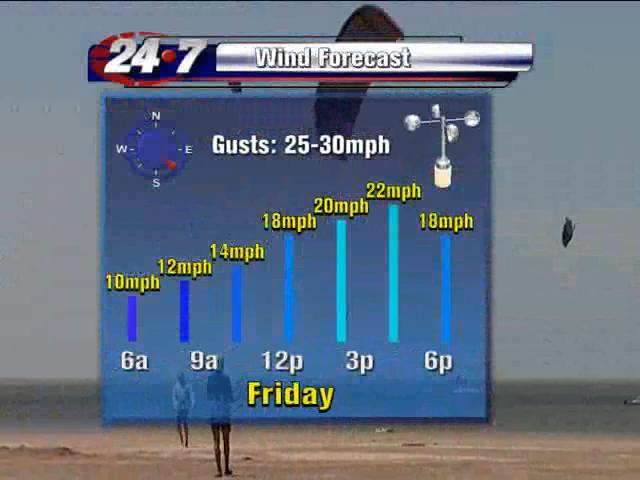 24•7 Wind Forecast
N
W E
S
Gusts: 25-30mph
10mph 12mph 14mph 18mph 20mph 22mph 18mph
6a 9a 12p 3p 6p
Friday